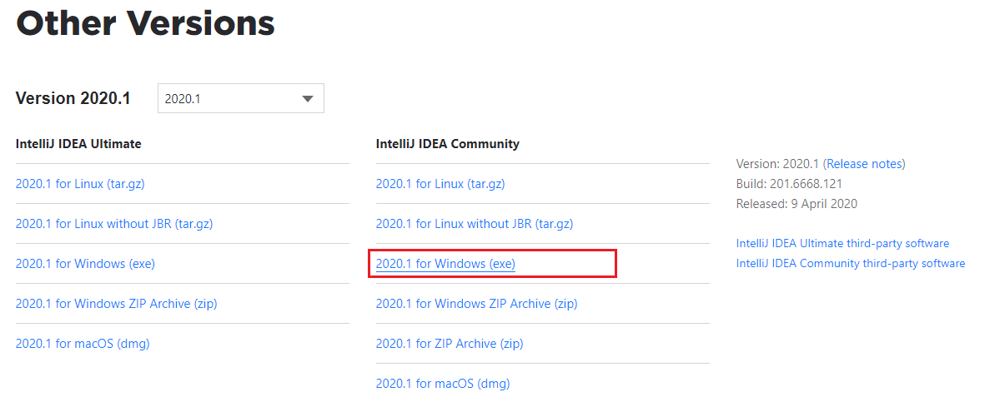 Other Versions
Version 2020.1
2020.1
IntelliJ IDEA Ultimate
2020.1 for Linux (tar.gz)
2020.1 for Linux without JBR (tar.gz)
2020.1 for Windows (exe)
2020.1 for Windows ZIP Archive (zip)
2020.1 for macOS (dmg)
IntelliJ IDEA Community
2020.1 for Linux (tar.gz)
2020.1 for Linux without JBR (tar.gz)
2020.1 for Windows (exe)
2020.1 for Windows ZIP Archive (zip)
2020.1 for ZIP Archive (zip)
2020.1 for macOS (dmg)
Version: 2020.1 (Release notes)
Build: 201.6668.121
Released: 9 April 2020
IntelliJ IDEA Ultimate third-party software
IntelliJ IDEA Community third-party software